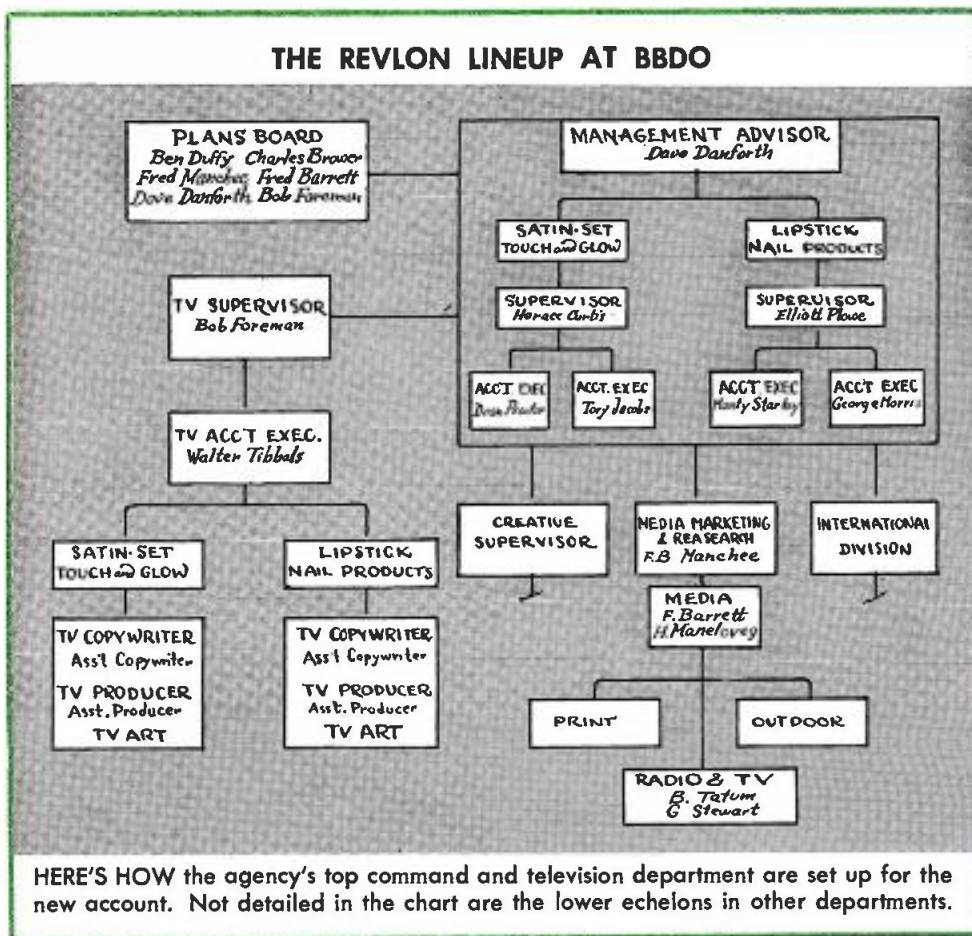 THE REVLON LINEUP AT BBDO
PLANS BOARD
Ben Duffy Charles Brower
Fred Manchee Fred Barrett
Dave Danforth Bob Foreman
MANAGEMENT ADVISOR
Dave Danforth
SATIN-SET
TOUCH and GLOW
LIPSTICK
NAIL PRODUCTS
SUPERVISOR
Horace Curtis
SUPERVISOR
Elliott Plowe
ACCT EXEC
ACCT. EXEC
Tory Jacobs
ACCT EXEC
Starkey
ACCT EXEC
George Morris
TV SUPERVISOR
Bob Foreman
TV ACC'T EXEC.
Walter Tibbals
SATIN-SET
TOUCH and GLOW
LIPSTICK
NAIL PRODUCTS
TV COPYWRITER
Ass't Copywriter
TV PRODUCER
Asst. Producer
TV ART
TV COPYWRITER
Ass't Copywriter
TV PRODUCER
Asst. Producer
TV ART
CREATIVE
SUPERVISOR
MEDIA MARKETING
& REASEARCH
F.B Manchee
INTERNATIONAL
DIVISION
MEDIA
F. Barrett
H. Maneloveg
PRINT
OUTDOOR
RADIO & TV
B. Tatum
G Stewart
HERE'S HOW the agency's top command and television department are set up for the
new account. Not detailed in the chart are the lower echelons in other departments.